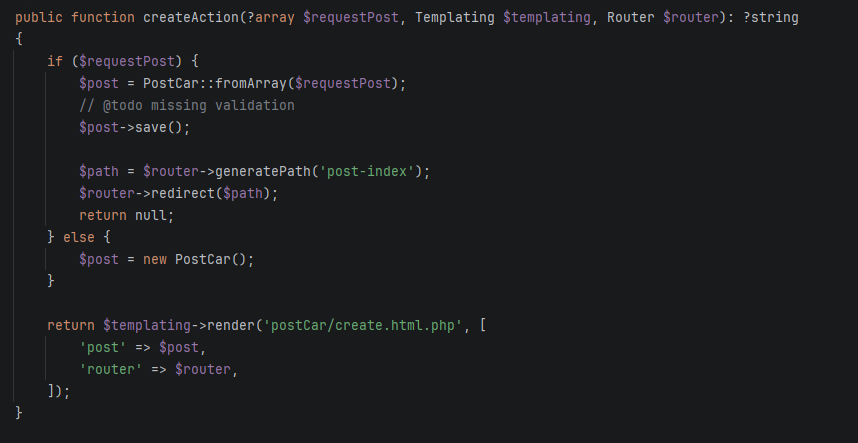 public function createAction(?array $requestPost, Templating $templating, Router $router): ?string
{
    if ($requestPost) {
        $post = PostCar::fromArray($requestPost);
        // @todo missing validation
        $post->save();

        $path = $router->generatePath('post-index');
        $router->redirect($path);
        return null;
    } else {
        $post = new PostCar();
    }

    return $templating->render('postCar/create.html.php', [
        'post' => $post,
        'router' => $router,
    ]);
}